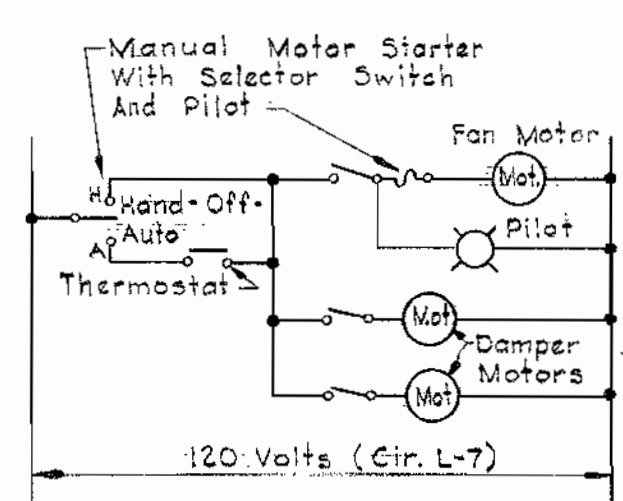 Manual Motor Starter
With Selector Switch
And Pilot
Fan Motor
H
Mot.
Hand-Off-
Auto
Pilot
A
Thermostat
Mot
Damper
Motors
Mot
120 Volts (Cir. L-7)